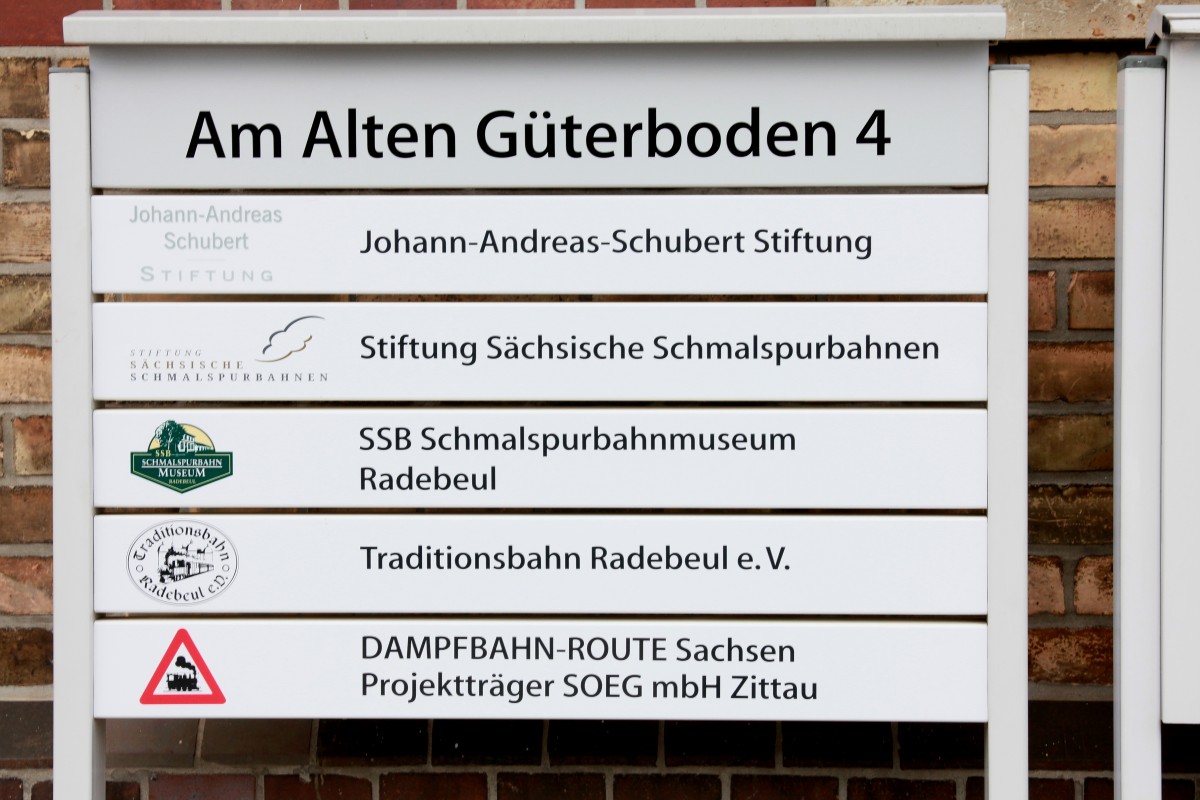 Am Alten Güterboden 4
Johann-Andreas
Schubert
STIFTUNG
Johann-Andreas-Schubert Stiftung
STIFTUNG
SÄCHSISCHE
SCHMALSPURBAHNEN
Stiftung Sächsische Schmalspurbahnen
SSB
SCHMALSPURBAHN
MUSEUM
RADEBEUL
SSB Schmalspurbahnmuseum
Radebeul
Traditionsbahn
Radebeul e.V.
Traditionsbahn Radebeul e. V.
DAMPFBAHN-ROUTE Sachsen
Projektträger SOEG mbH Zittau